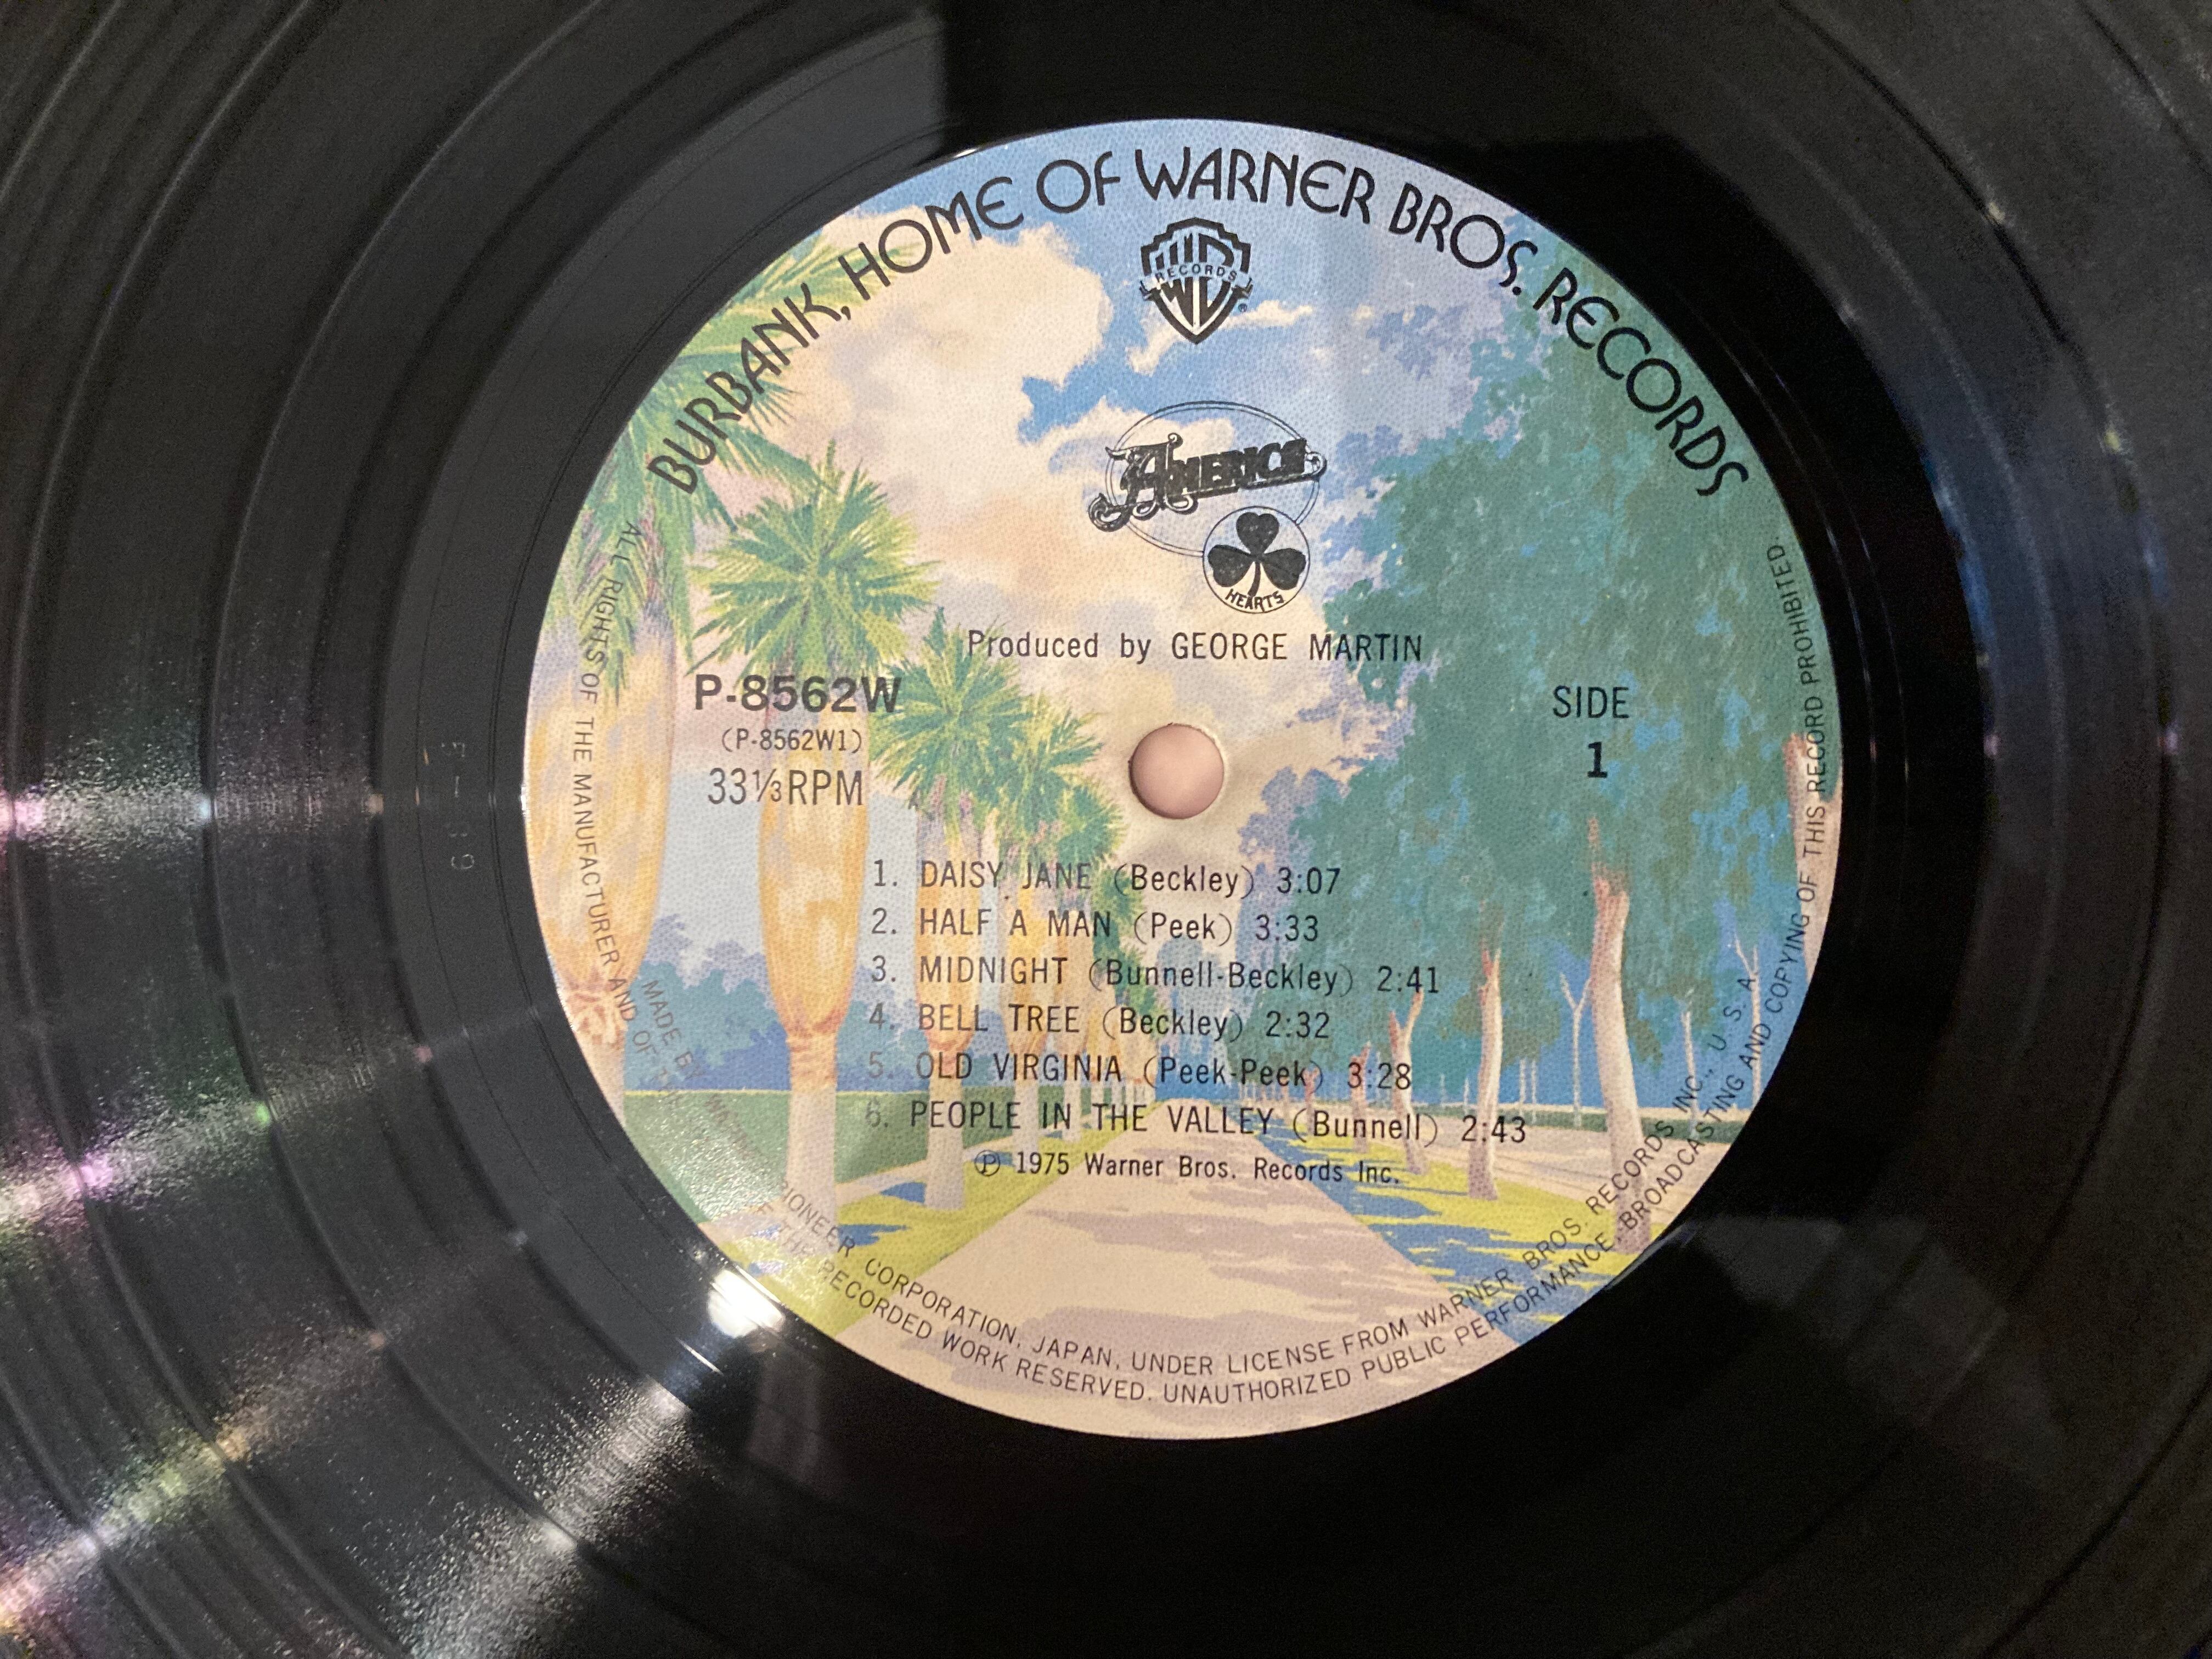 BURBANK, HOME OF WARNER BROS. RECORDS
RECORDS
AMERICA
HEARTS
Produced by GEORGE MARTIN
P-8562W
(P-8562W1)
33⅓RPM
SIDE
1
1. DAISY JANE (Beckley) 3:07
2. HALF A MAN (Peek) 3:33
3. MIDNIGHT (Bunnell-Beckley) 2:41
4. BELL TREE (Beckley) 2:32
5. OLD VIRGINIA (Peek-Peek) 3:28
6. PEOPLE IN THE VALLEY (Bunnell) 2:43
Ⓟ 1975 Warner Bros. Records Inc.
MADE BY PIONEER CORPORATION, JAPAN, UNDER LICENSE FROM WARNER BROS. RECORDS INC., U. S. A.
ALL RIGHTS OF THE MANUFACTURER AND OF THE RECORDED WORK RESERVED. UNAUTHORIZED PUBLIC PERFORMANCE, BROADCASTING AND COPYING OF THIS RECORD PROHIBITED.